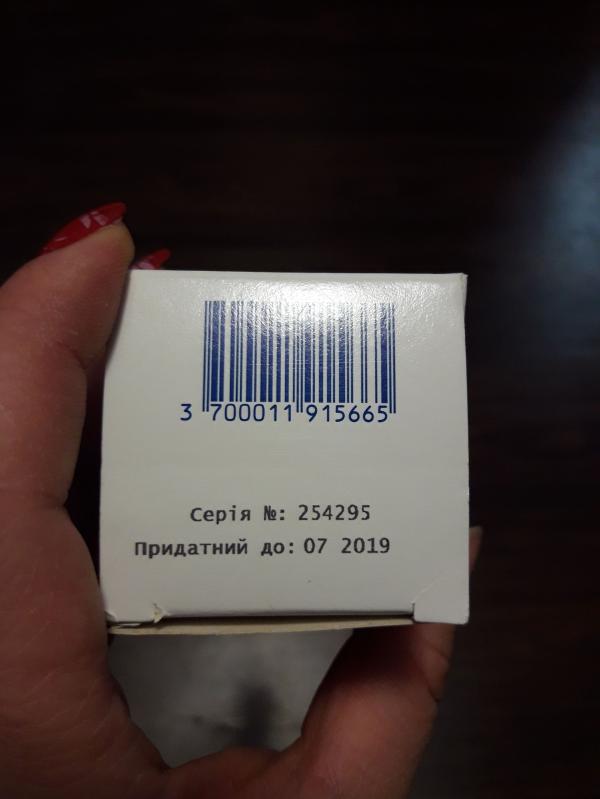 3 700011 915665
Серія №: 254295
Придатний до: 07 2019